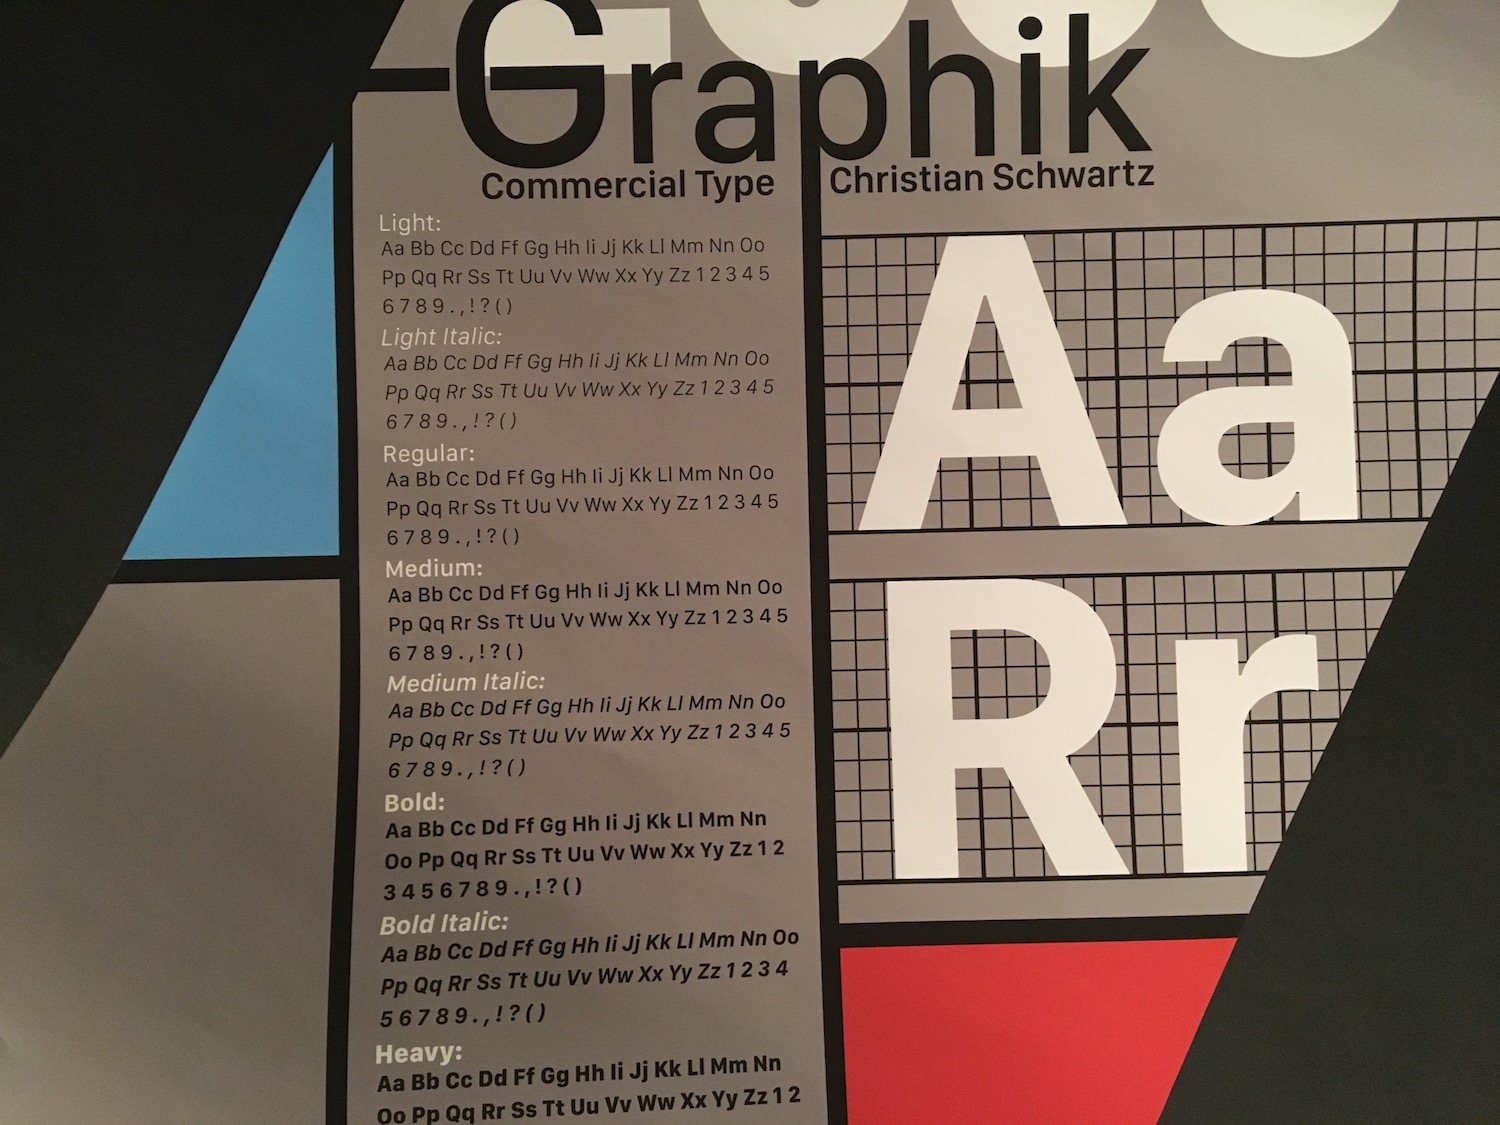 Graphik
Commercial Type
Christian Schwartz
Light:
Aa Bb Cc Dd Ff Gg Hh Ii Jj Kk Ll Mm Nn Oo
Pp Qq Rr Ss Tt Uu Vv Ww Xx Yy Zz 1 2 3 4 5
6 7 8 9 . , ! ? ( )
Light Italic:
Aa Bb Cc Dd Ff Gg Hh Ii Jj Kk Ll Mm Nn Oo
Pp Qq Rr Ss Tt Uu Vv Ww Xx Yy Zz 1 2 3 4 5
6 7 8 9 . , ! ? ( )
Regular:
Aa Bb Cc Dd Ff Gg Hh Ii Jj Kk Ll Mm Nn Oo
Pp Qq Rr Ss Tt Uu Vv Ww Xx Yy Zz 1 2 3 4 5
6 7 8 9 . , ! ? ( )
Medium:
Aa Bb Cc Dd Ff Gg Hh Ii Jj Kk Ll Mm Nn Oo
Pp Qq Rr Ss Tt Uu Vv Ww Xx Yy Zz 1 2 3 4 5
6 7 8 9 . , ! ? ( )
Medium Italic:
Aa Bb Cc Dd Ff Gg Hh Ii Jj Kk Ll Mm Nn Oo
Pp Qq Rr Ss Tt Uu Vv Ww Xx Yy Zz 1 2 3 4 5
6 7 8 9 . , ! ? ( )
Bold:
Aa Bb Cc Dd Ff Gg Hh Ii Jj Kk Ll Mm Nn
Oo Pp Qq Rr Ss Tt Uu Vv Ww Xx Yy Zz 1 2
3 4 5 6 7 8 9 . , ! ? ( )
Bold Italic:
Aa Bb Cc Dd Ff Gg Hh Ii Jj Kk Ll Mm Nn Oo
Pp Qq Rr Ss Tt Uu Vv Ww Xx Yy Zz 1 2 3 4
5 6 7 8 9 . , ! ? ( )
Heavy:
Aa Bb Cc Dd Ff Gg Hh Ii Jj Kk Ll Mm Nn
Oo Pp Qq Rr Ss Tt Uu Vv Ww Xx Yy Zz 1 2
Aa
Rr